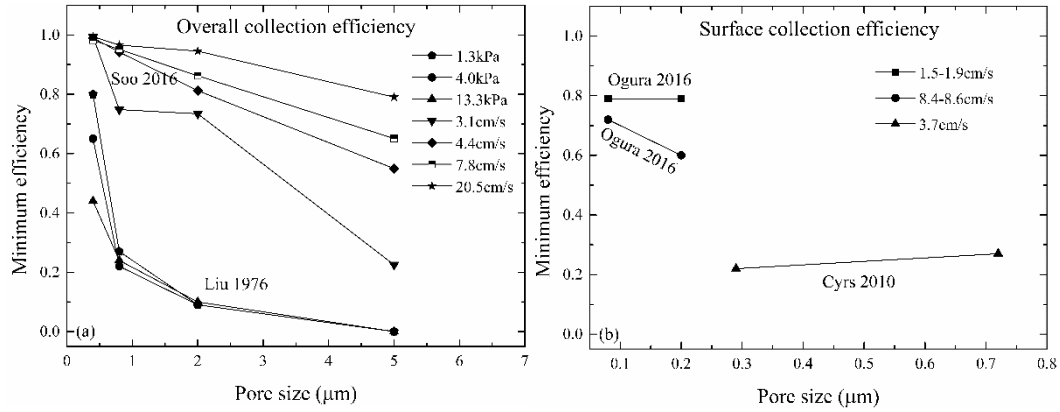 Overall collection efficiency
1.3kPa
4.0kPa
13.3kPa
3.1cm/s
4.4cm/s
7.8cm/s
20.5cm/s
Soo 2016
Liu 1976
(a)
Minimum efficiency
1.0
0.8
0.6
0.4
0.2
0.0
0 1 2 3 4 5 6 7
Pore size (μm)
Surface collection efficiency
1.5-1.9cm/s
8.4-8.6cm/s
3.7cm/s
Ogura 2016
Ogura 2016
Cyrs 2010
(b)
Minimum efficiency
1.0
0.8
0.6
0.4
0.2
0.0
0.1 0.2 0.3 0.4 0.5 0.6 0.7 0.8
Pore size (μm)